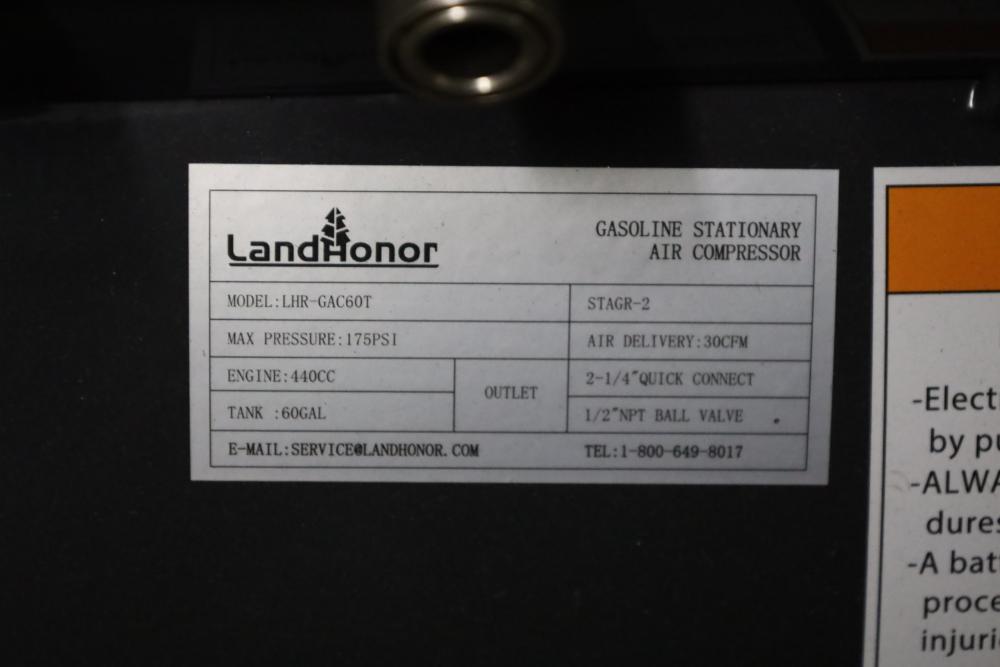 LandHonor
GASOLINE STATIONARY
AIR COMPRESSOR
MODEL:LHR-GAC60T
STAGR-2
MAX PRESSURE:175PSI
AIR DELIVERY:30CFM
ENGINE:440CC
OUTLET
2-1/4"QUICK CONNECT
TANK :60GAL
1/2"NPT BALL VALVE
E-MAIL:SERVICE@LANDHONOR.COM
TEL:1-800-649-8017
-Elect
by pu
-ALWA
dures
-A bat
proce
injuri